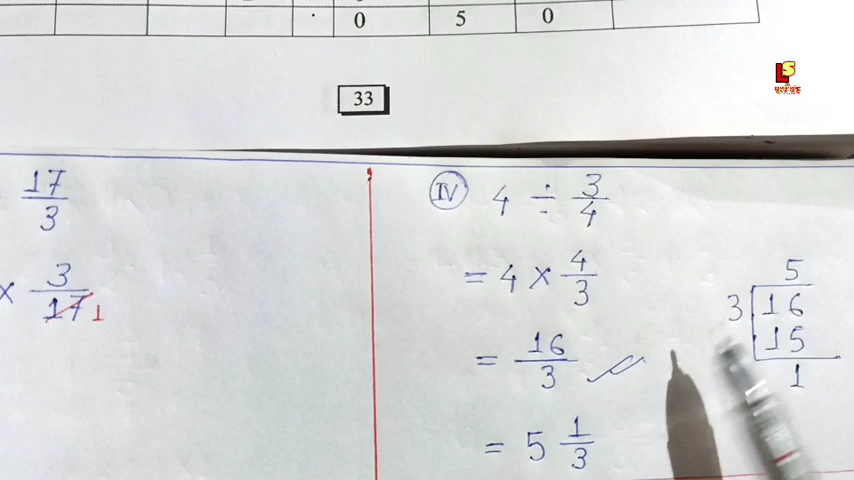 0 5 0
33
LS
17/3
× 3/17 1
IV 4 ÷ 3/4
= 4 × 4/3
= 16/3
= 5 1/3
5
3 16
15
1